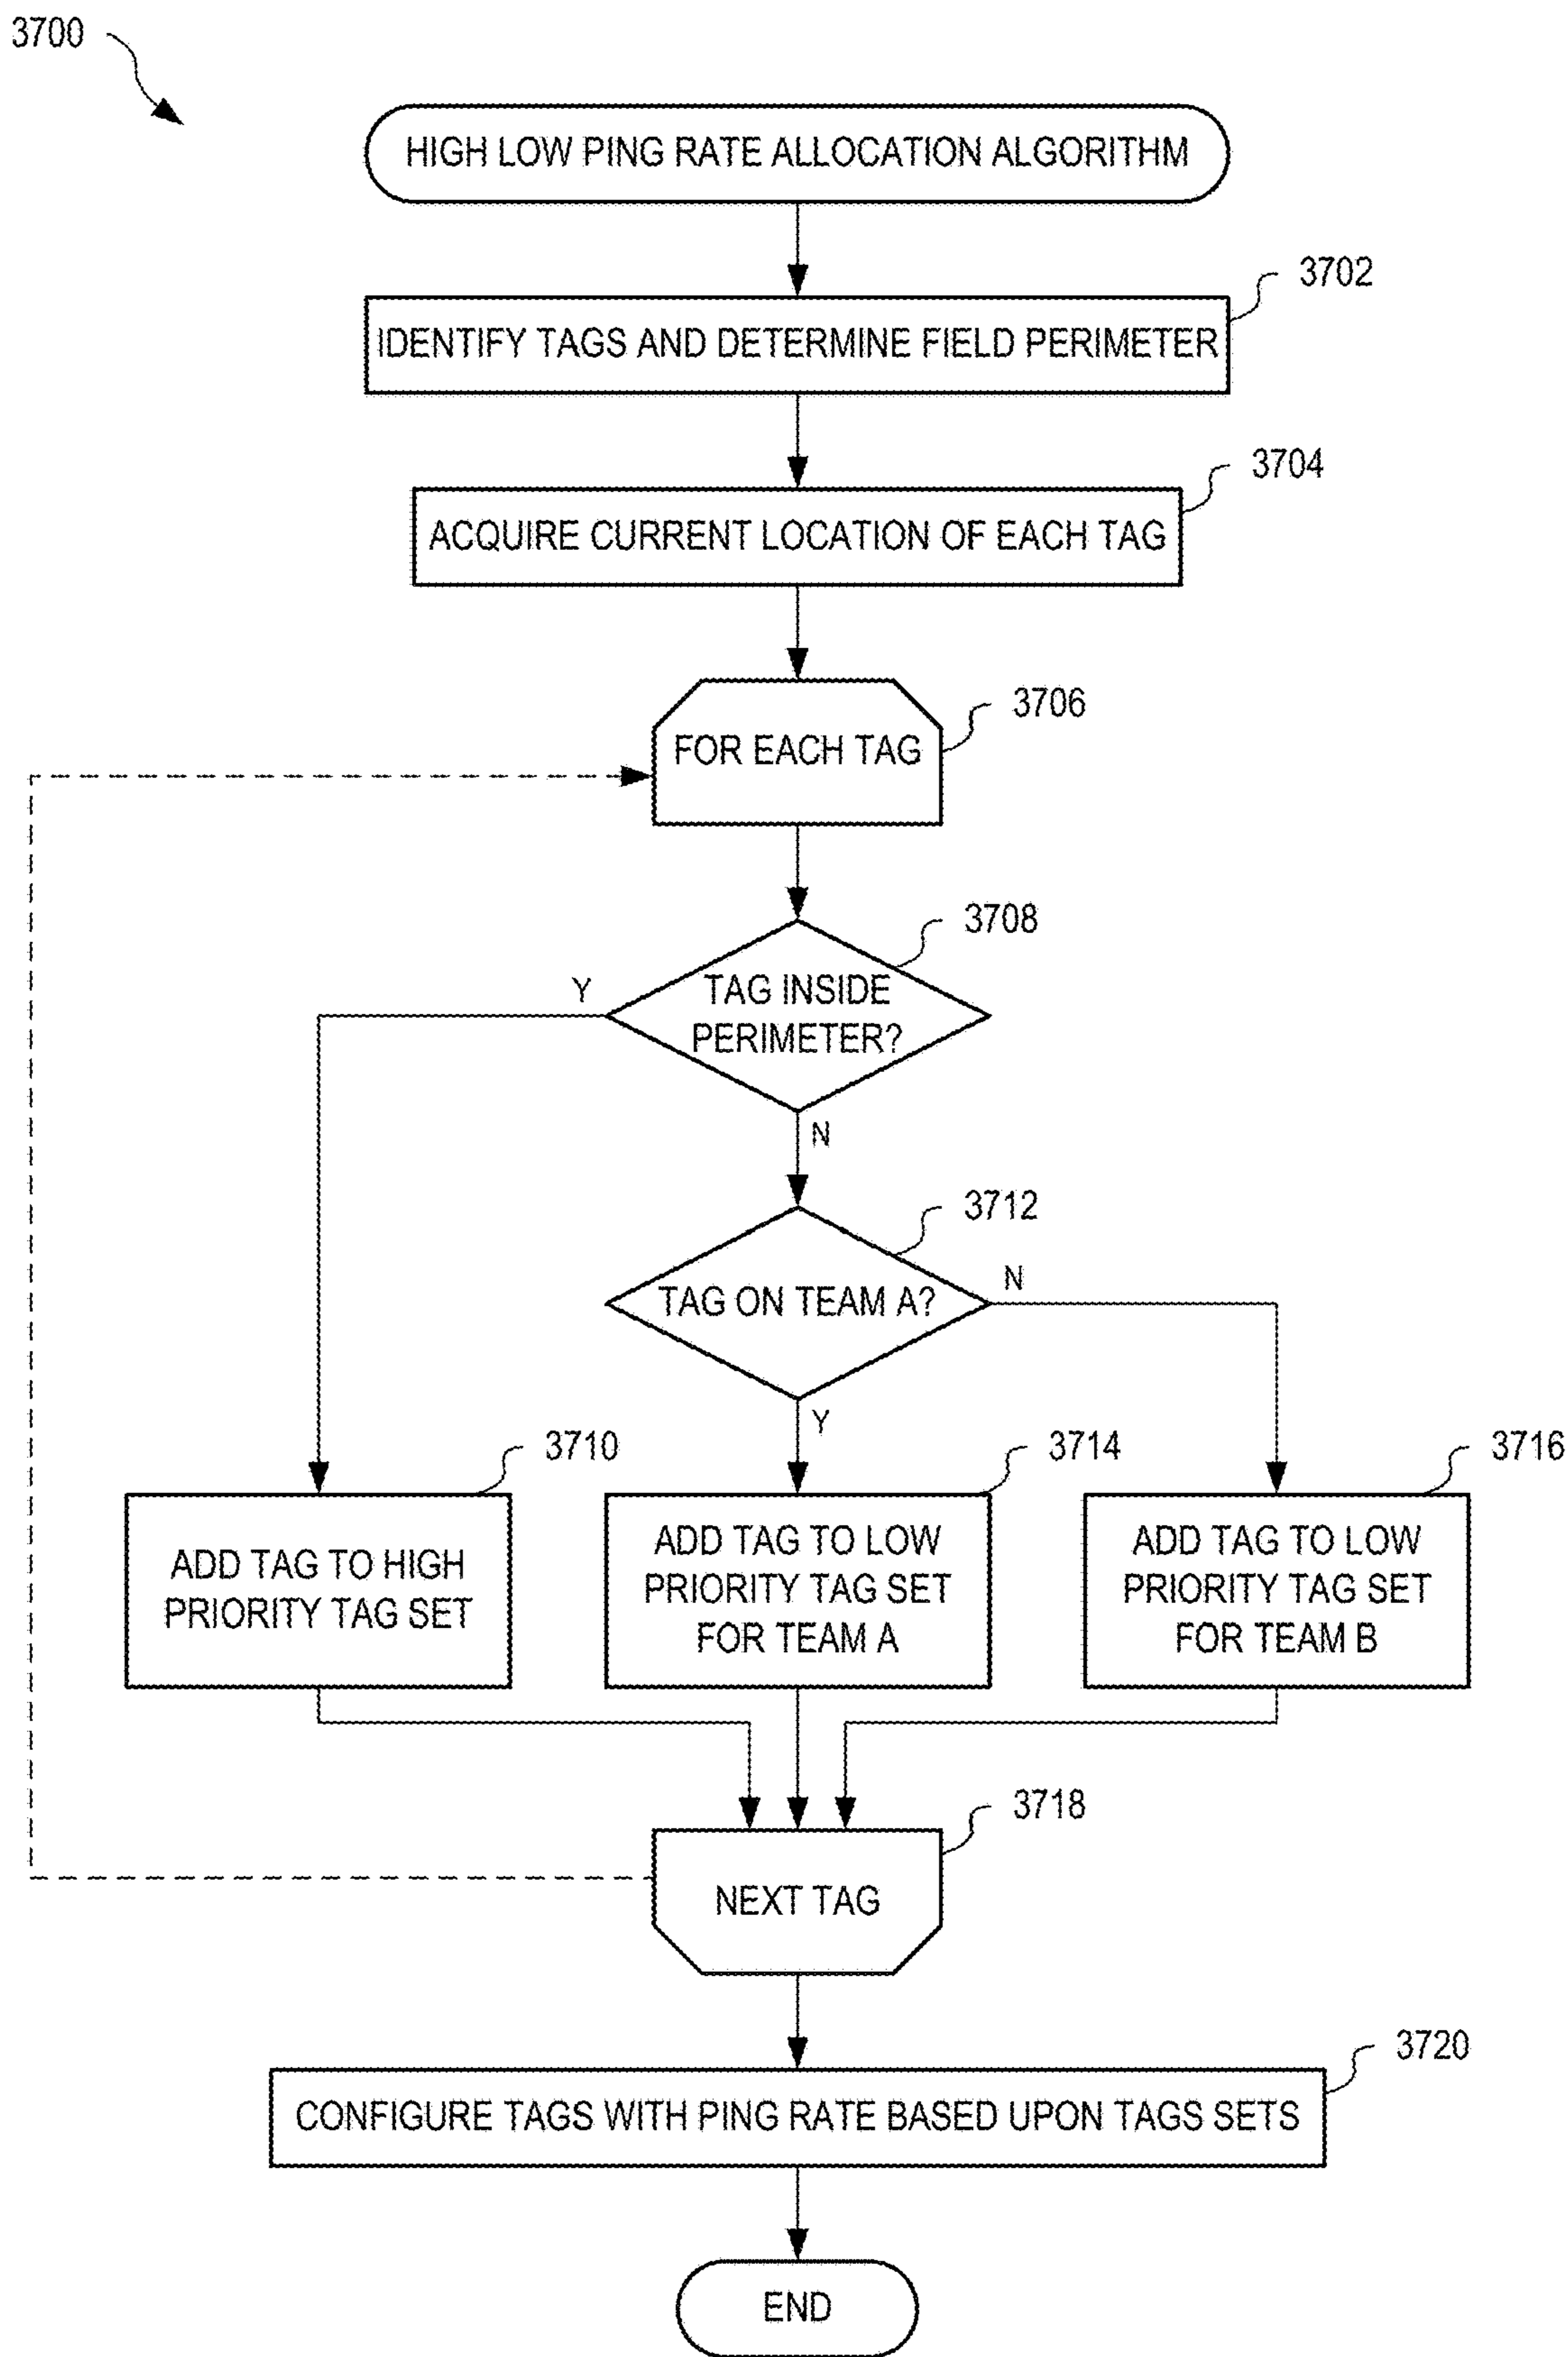 3700
HIGH LOW PING RATE ALLOCATION ALGORITHM
3702
IDENTIFY TAGS AND DETERMINE FIELD PERIMETER
3704
ACQUIRE CURRENT LOCATION OF EACH TAG
3706
FOR EACH TAG
3708
Y
TAG INSIDE
PERIMETER?
N
3712
TAG ON TEAM A?
N
Y
3710
3714
3716
ADD TAG TO HIGH
PRIORITY TAG SET
ADD TAG TO LOW
PRIORITY TAG SET
FOR TEAM A
ADD TAG TO LOW
PRIORITY TAG SET
FOR TEAM B
3718
NEXT TAG
3720
CONFIGURE TAGS WITH PING RATE BASED UPON TAGS SETS
END